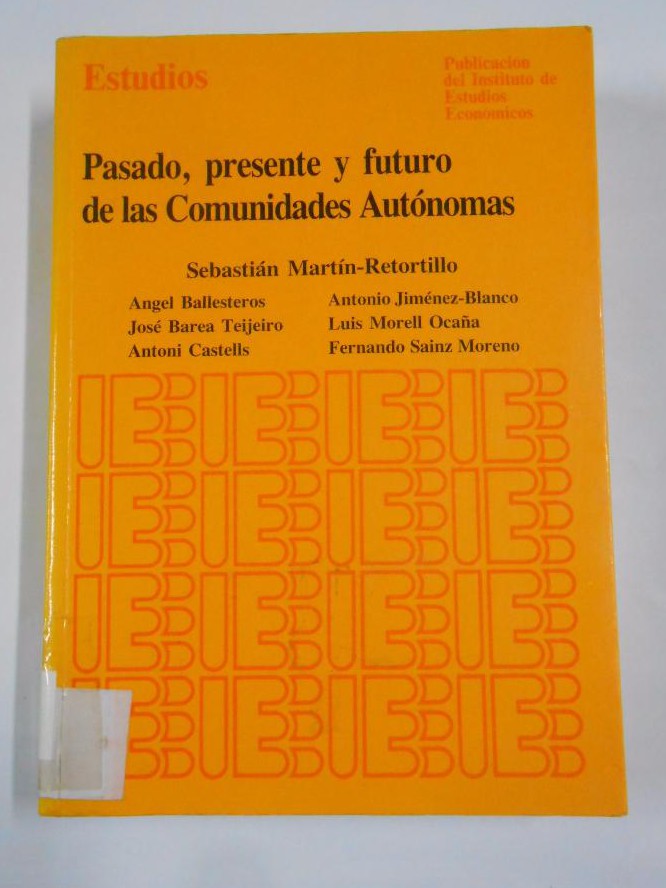 Estudios
Publicación
del Instituto de
Estudios
Económicos
Pasado, presente y futuro
de las Comunidades Autónomas
Sebastián Martín-Retortillo
Angel Ballesteros
José Barea Teijeiro
Antoni Castells
Antonio Jiménez-Blanco
Luis Morell Ocaña
Fernando Sainz Moreno